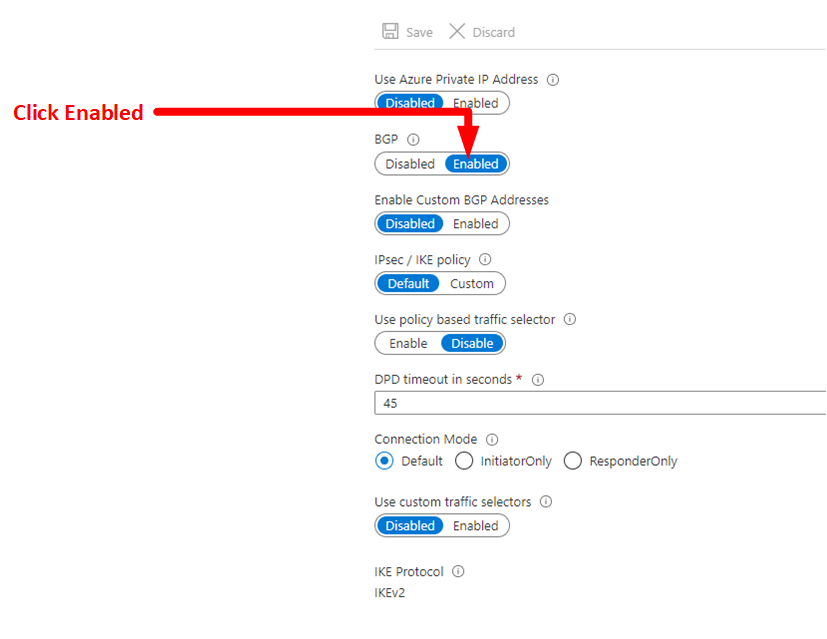 Save Discard
Use Azure Private IP Address
Disabled Enabled
Click Enabled
BGP
Disabled Enabled
Enable Custom BGP Addresses
Disabled Enabled
IPsec / IKE policy
Default Custom
Use policy based traffic selector
Enable Disable
DPD timeout in seconds *
45
Connection Mode
Default InitiatorOnly ResponderOnly
Use custom traffic selectors
Disabled Enabled
IKE Protocol
IKEv2